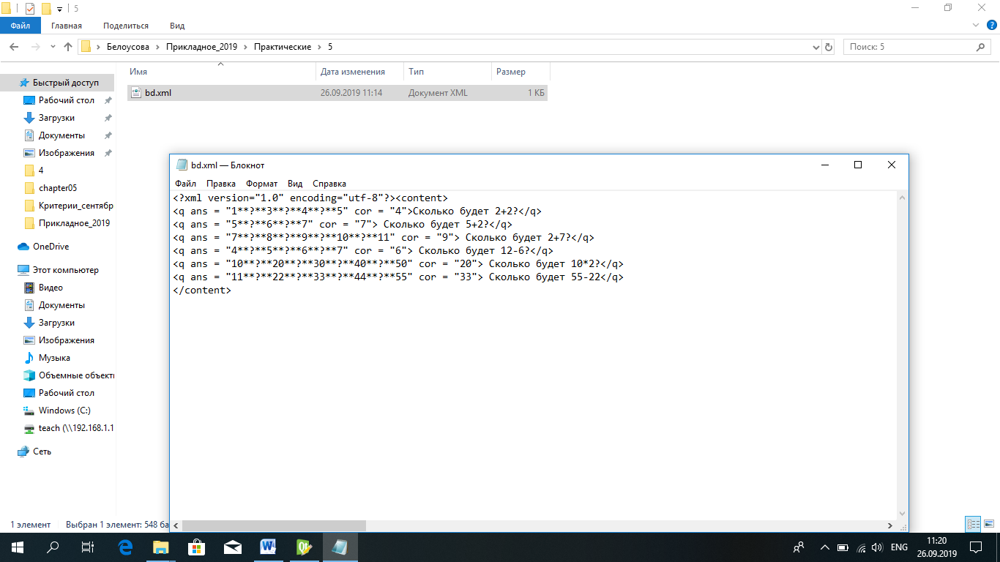 5
Файл Главная Поделиться Вид
Белоусова Прикладное_2019 Практические 5 Поиск: 5
Имя Дата изменения Тип Размер
bd.xml 26.09.2019 11:14 Документ XML 1 КБ
Быстрый доступ
Рабочий стол
Загрузки
Документы
Изображения
4
chapter05
Критерии_сентябр
Прикладное_2019
OneDrive
Этот компьютер
Видео
Документы
Загрузки
Изображения
Музыка
Объемные объект
Рабочий стол
Windows (C:)
teach (\\192.168.1.1
Сеть
1 элемент Выбран 1 элемент: 548 ба
bd.xml — Блокнот
Файл Правка Формат Вид Справка
<?xml version="1.0" encoding="utf-8"?><content>
<q ans = "1**?**3**?**4**?**5" cor = "4">Сколько будет 2+2?</q>
<q ans = "5**?**6**?**7" cor = "7"> Сколько будет 5+2?</q>
<q ans = "7**?**8**?**9**?**10**?**11" cor = "9"> Сколько будет 2+7?</q>
<q ans = "4**?**5**?**6**?**7" cor = "6"> Сколько будет 12-6?</q>
<q ans = "10**?**20**?**30**?**40**?**50" cor = "20"> Сколько будет 10*2?</q>
<q ans = "11**?**22**?**33**?**44**?**55" cor = "33"> Сколько будет 55-22</q>
</content>
ENG
11:20
26.09.2019